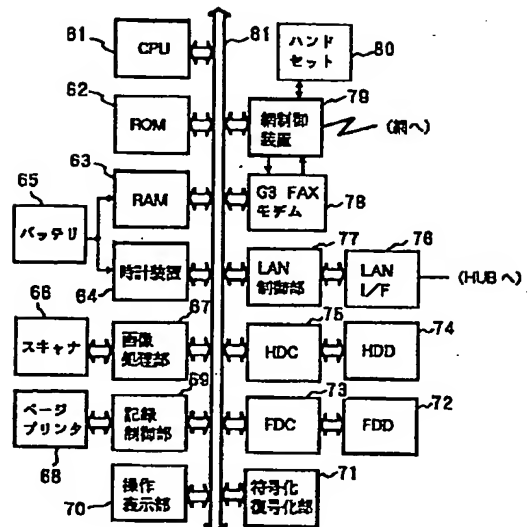 61
CPU
81
ハンド
セット
80
62
ROM
79
網制御
装置
(網へ)
63
RAM
G3 FAX
モデム
78
65
バッテリ
64
時計装置
77
LAN
制御部
76
LAN
I/F
(HUBへ)
66
スキャナ
67
画像
処理部
75
HDC
74
HDD
69
ページ
プリンタ
68
記録
制御部
73
FDC
72
FDD
70
操作
表示部
71
符号化
復号化部